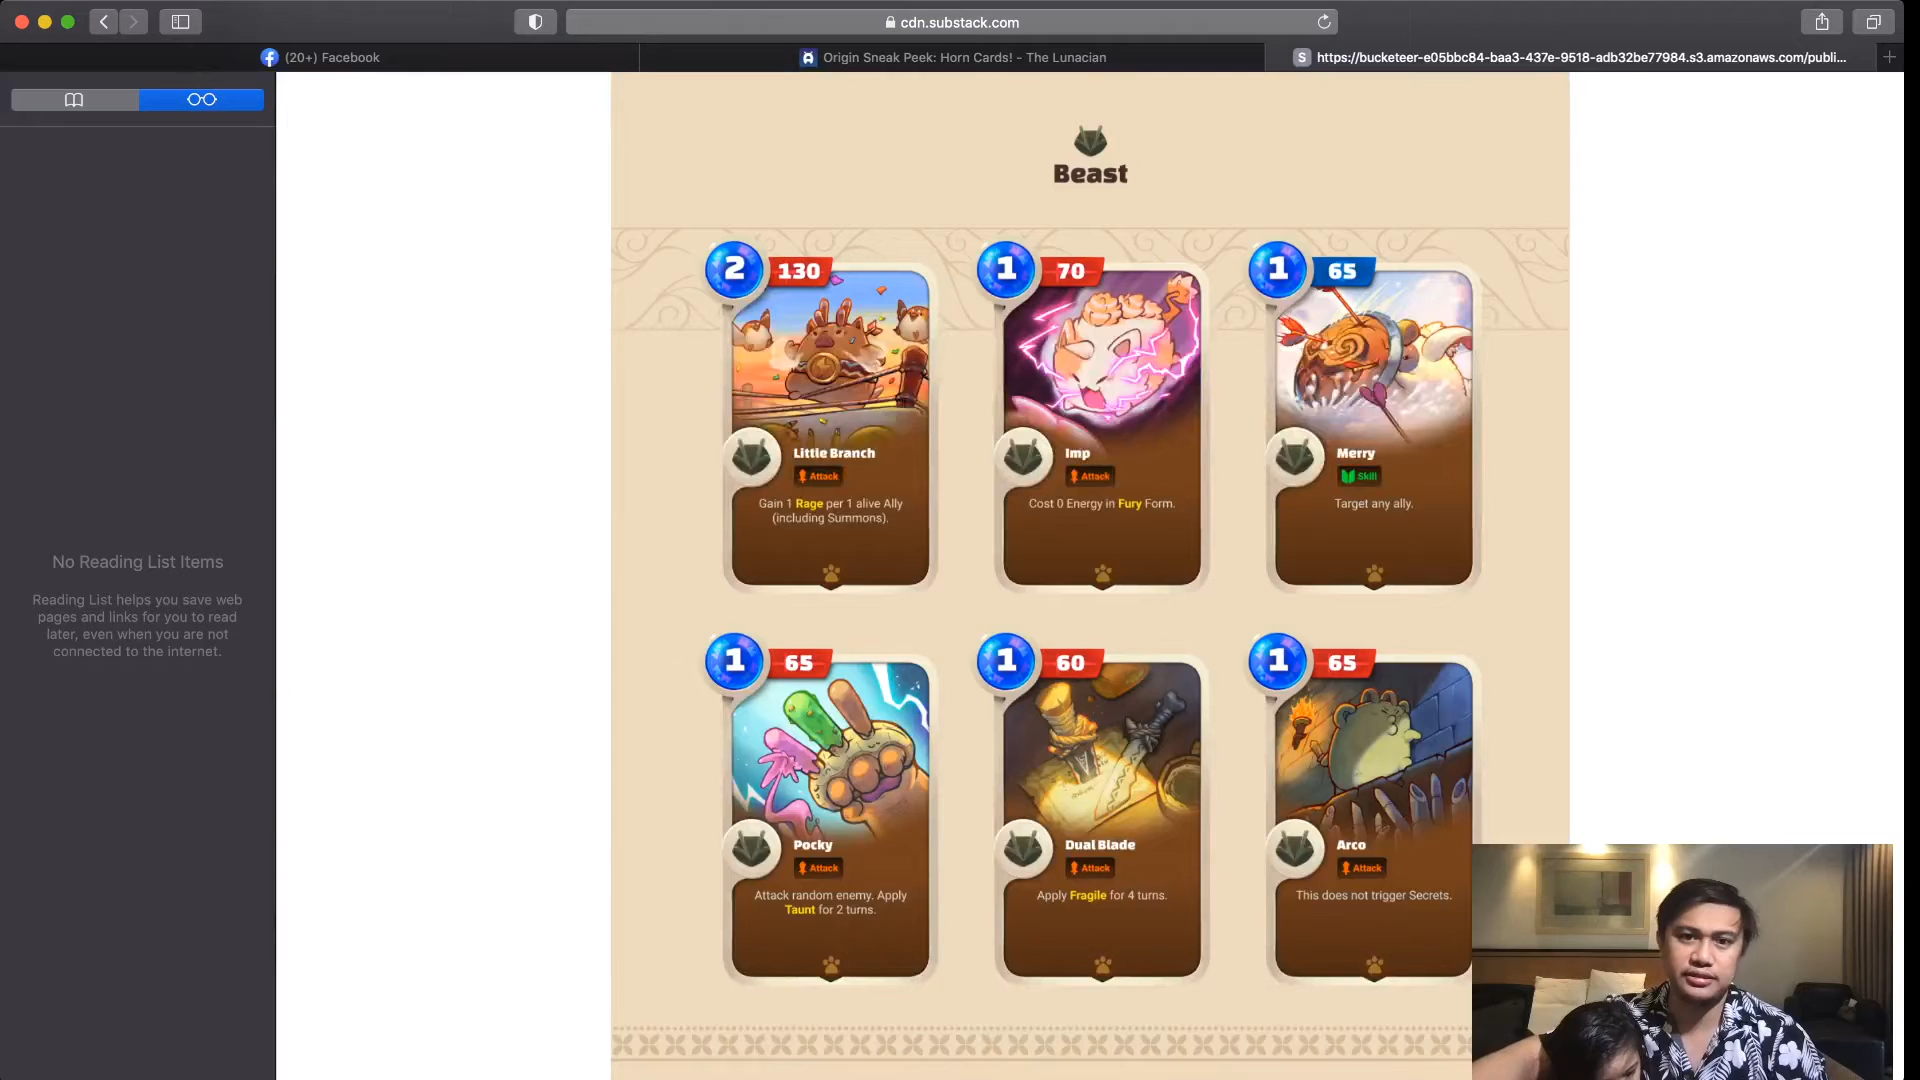 cdn.substack.com
(20+) Facebook
Origin Sneak Peek: Horn Cards! - The Lunacian
S
https://bucketeer-e05bbc84-baa3-437e-9518-adb32be77984.s3.amazonaws.com/publi...
No Reading List Items
Reading List helps you save web
pages and links for you to read
later, even when you are not
connected to the internet.
Beast
2
130
Little Branch
Attack
Gain 1 Rage per 1 alive Ally
(including Summons).
1
70
Imp
Attack
Cost 0 Energy in Fury Form.
1
65
Merry
Skill
Target any ally.
1
65
Pocky
Attack
Attack random enemy. Apply
Taunt for 2 turns.
1
60
Dual Blade
Attack
Apply Fragile for 4 turns.
1
65
Arco
Attack
This does not trigger Secrets.